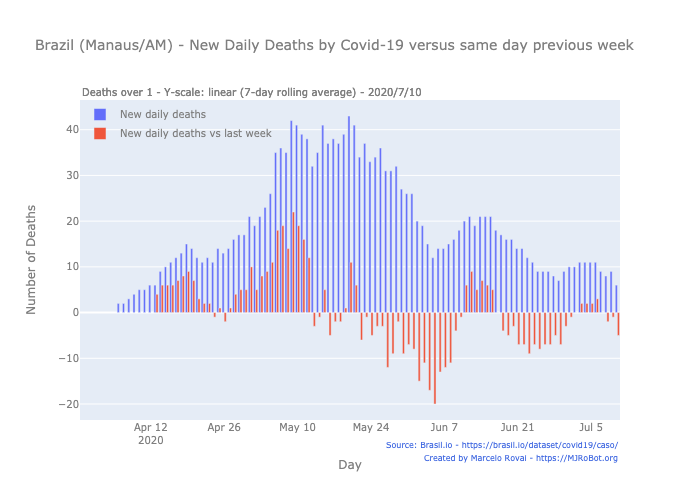 Brazil (Manaus/AM) - New Daily Deaths by Covid-19 versus same day previous week
Deaths over 1 - Y-scale: linear (7-day rolling average) - 2020/7/10
New daily deaths
New daily deaths vs last week
40
30
20
10
0
−10
−20
Number of Deaths
Apr 12
2020
Apr 26
May 10
May 24
Jun 7
Jun 21
Jul 5
Day
Source: Brasil.io - https://brasil.io/dataset/covid19/caso/
Created by Marcelo Rovai - https://MJRoBot.org